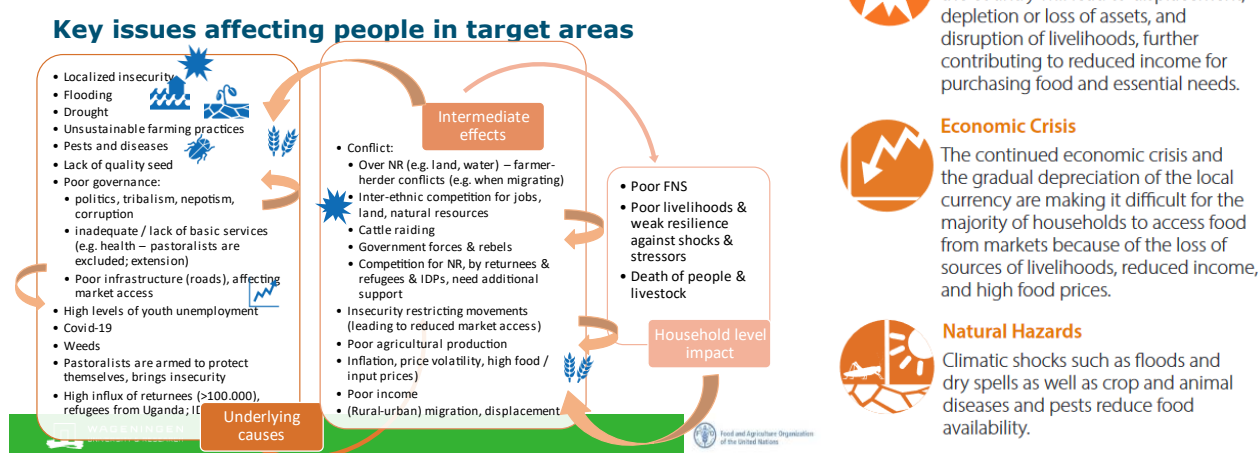 Key issues affecting people in target areas
• Localized insecurity
• Flooding
• Drought
• Unsustainable farming practices
• Pests and diseases
• Lack of quality seed
• Poor governance:
• politics, tribalism, nepotism,
corruption
• inadequate / lack of basic services
(e.g. health – pastoralists are
excluded; extension)
• Poor infrastructure (roads), affecting
market access
• High levels of youth unemployment
• Covid-19
• Weeds
• Pastoralists are armed to protect
themselves, brings insecurity
• High influx of returnees (>100.000),
refugees from Uganda;
Underlying
causes
WAGENINGEN
Intermediate
effects
• Conflict:
• Over NR (e.g. land, water) – farmer-
herder conflicts (e.g. when migrating)
• Inter-ethnic competition for jobs,
land, natural resources
• Cattle raiding
• Government forces & rebels
• Competition for NR, by returnees &
refugees & IDPs, need additional
support
• Insecurity restricting movements
(leading to reduced market access)
• Poor agricultural production
• Inflation, price volatility, high food /
input prices)
• Poor income
• (Rural-urban) migration, displacement
• Poor FNS
• Poor livelihoods &
weak resilience
against shocks &
stressors
• Death of people &
livestock
Household level
impact
Food and Agriculture Organization
of the United Nations
depletion or loss of assets, and
disruption of livelihoods, further
contributing to reduced income for
purchasing food and essential needs.
Economic Crisis
The continued economic crisis and
the gradual depreciation of the local
currency are making it difficult for the
majority of households to access food
from markets because of the loss of
sources of livelihoods, reduced income,
and high food prices.
Natural Hazards
Climatic shocks such as floods and
dry spells as well as crop and animal
diseases and pests reduce food
availability.